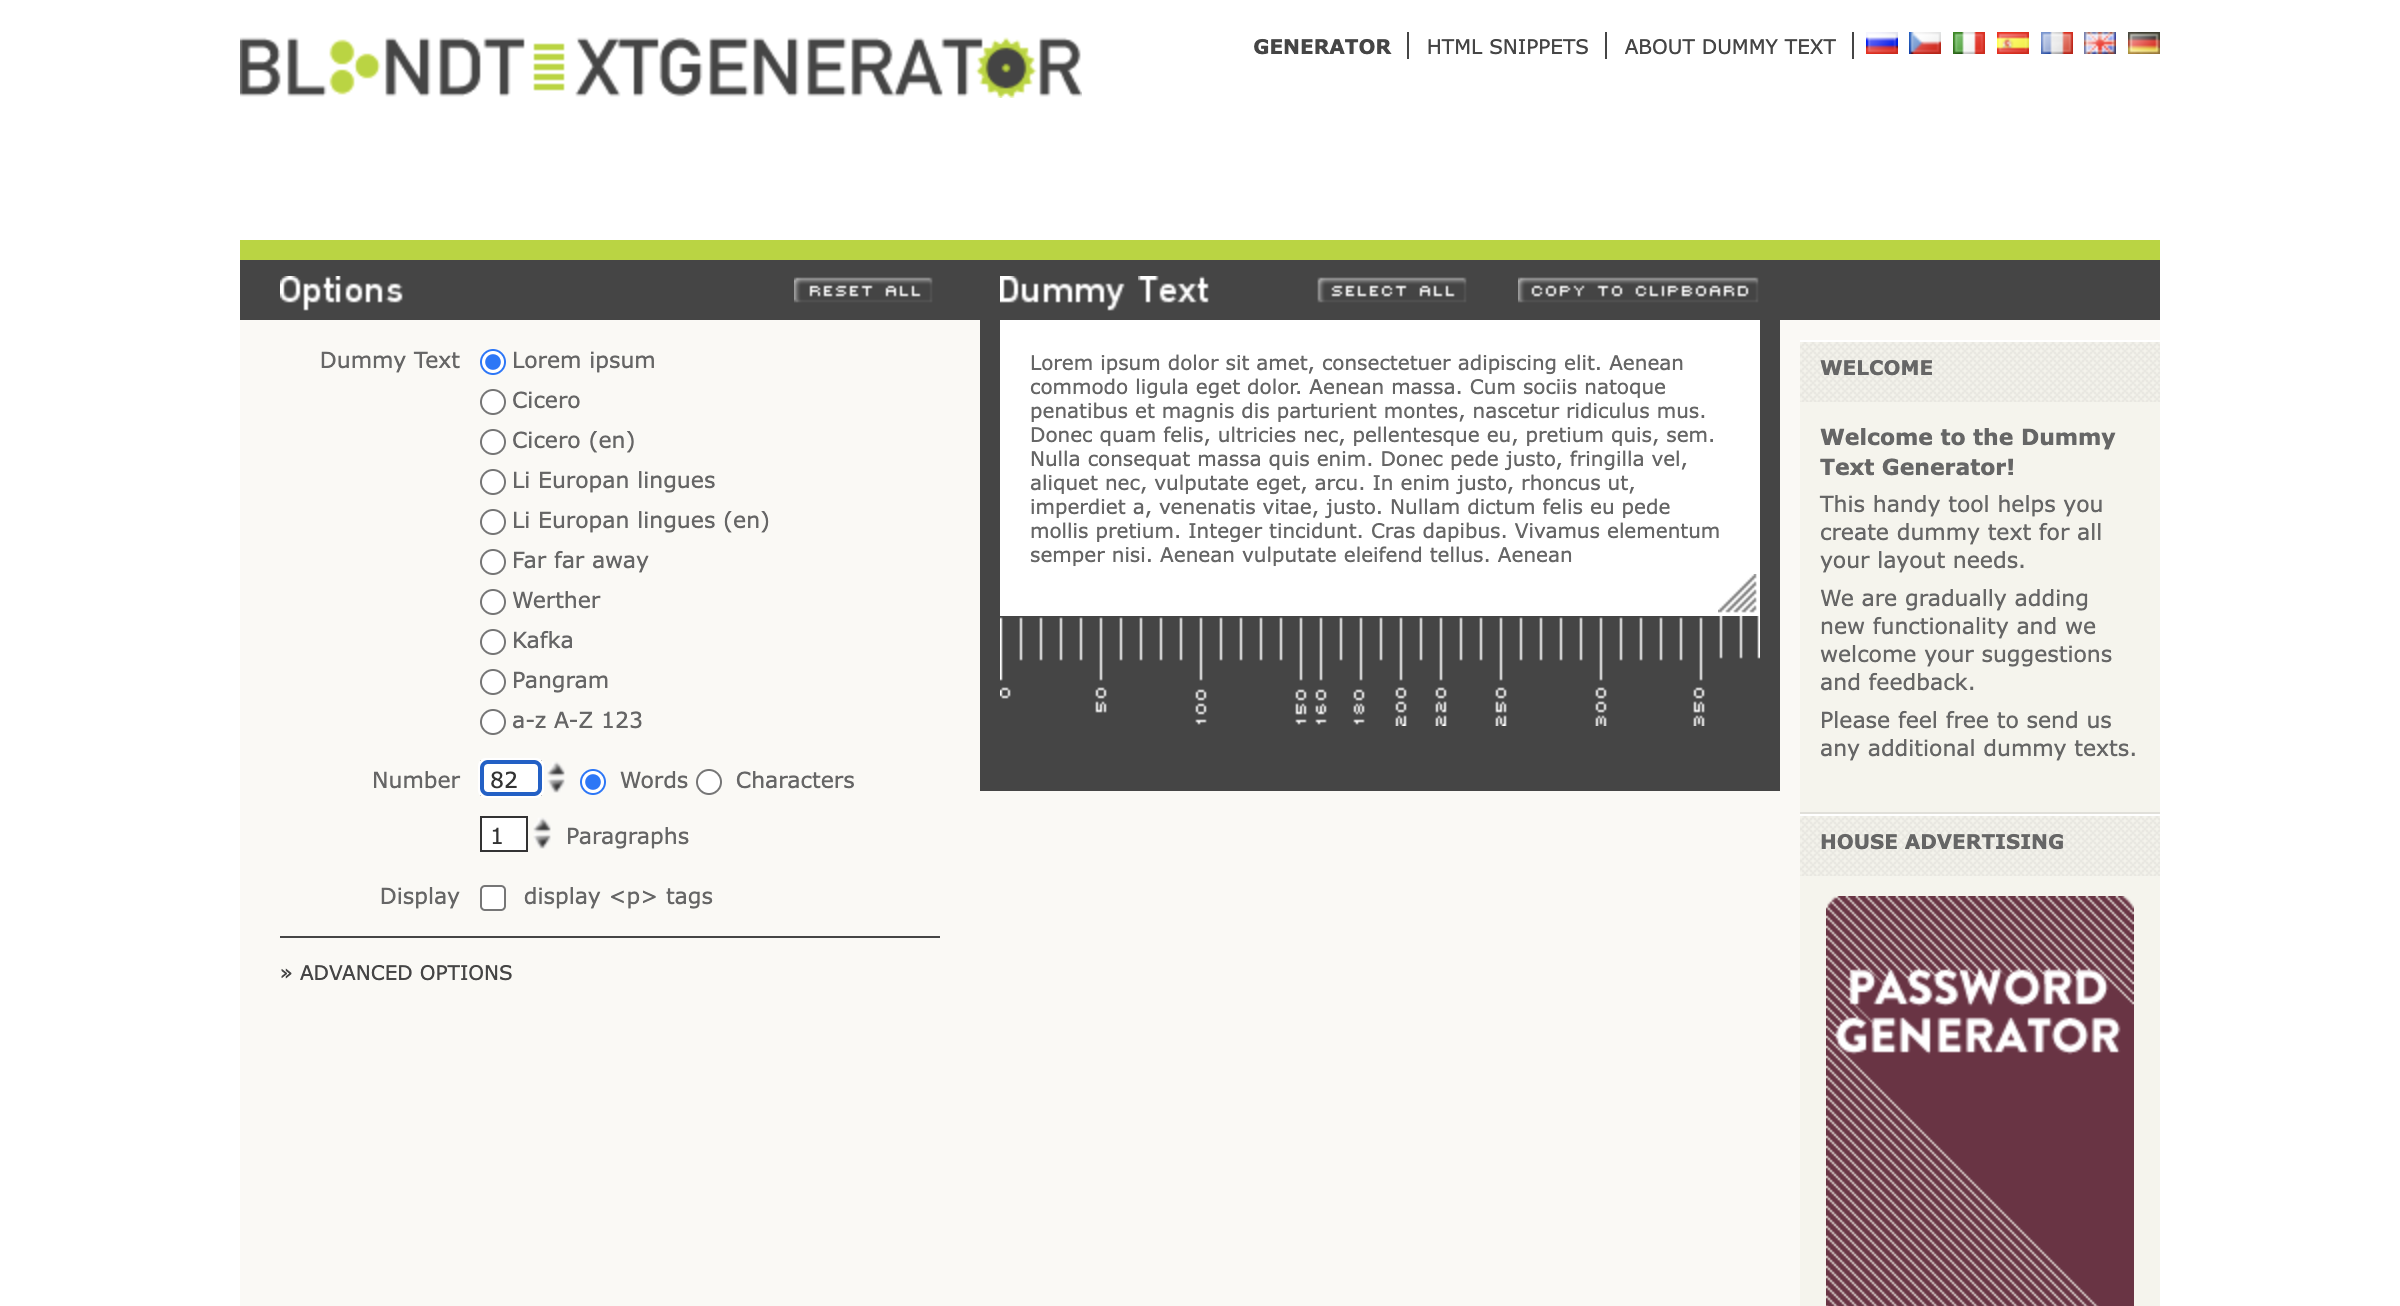 BLINDTEXTGENERATOR
GENERATOR | HTML SNIPPETS | ABOUT DUMMY TEXT
Options
RESET ALL
Dummy Text
Lorem ipsum
Cicero
Cicero (en)
Li Europan lingues
Li Europan lingues (en)
Far far away
Werther
Kafka
Pangram
a-z A-Z 123
Number 82 Words Characters
1 Paragraphs
Display display <p> tags
» ADVANCED OPTIONS
Dummy Text
SELECT ALL
COPY TO CLIPBOARD
Lorem ipsum dolor sit amet, consectetuer adipiscing elit. Aenean
commodo ligula eget dolor. Aenean massa. Cum sociis natoque
penatibus et magnis dis parturient montes, nascetur ridiculus mus.
Donec quam felis, ultricies nec, pellentesque eu, pretium quis, sem.
Nulla consequat massa quis enim. Donec pede justo, fringilla vel,
aliquet nec, vulputate eget, arcu. In enim justo, rhoncus ut,
imperdiet a, venenatis vitae, justo. Nullam dictum felis eu pede
mollis pretium. Integer tincidunt. Cras dapibus. Vivamus elementum
semper nisi. Aenean vulputate eleifend tellus. Aenean
0 50 100 150 160 180 200 220 250 300 350
WELCOME
Welcome to the Dummy
Text Generator!
This handy tool helps you
create dummy text for all
your layout needs.
We are gradually adding
new functionality and we
welcome your suggestions
and feedback.
Please feel free to send us
any additional dummy texts.
HOUSE ADVERTISING
PASSWORD
GENERATOR